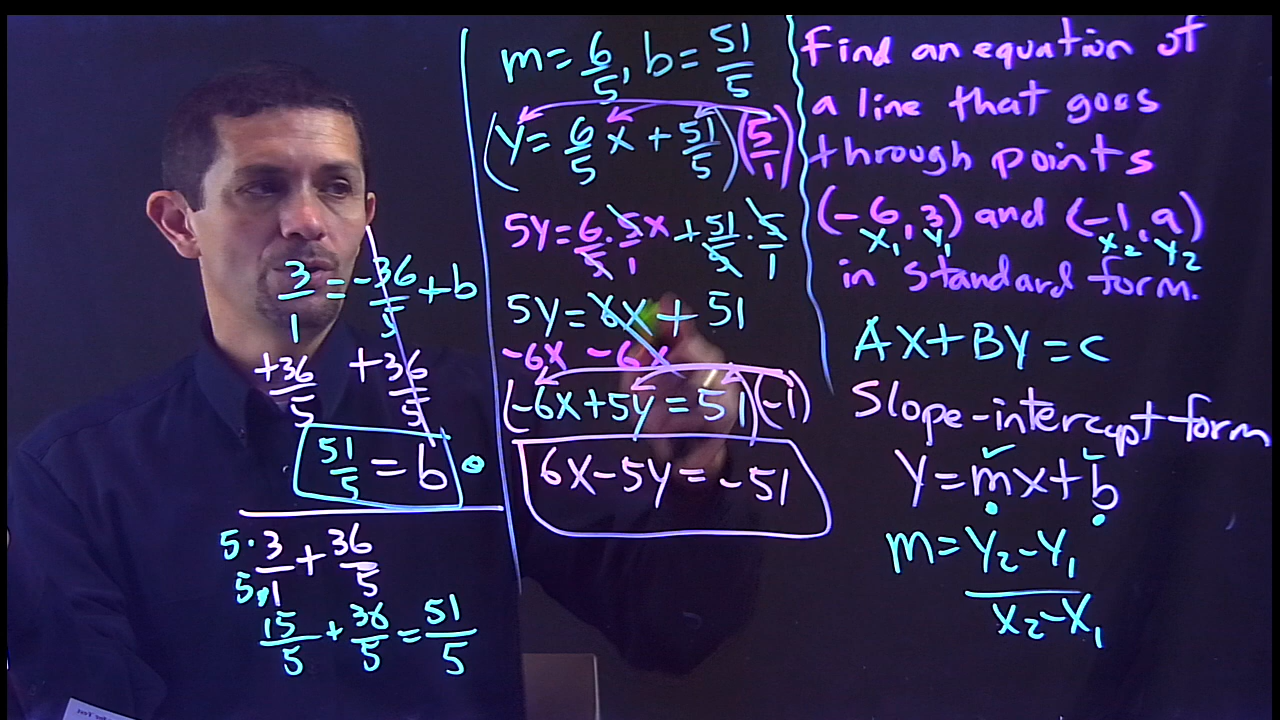 3/1 = -36/5 + b
+36/5 +36/5
51/5 = b
5 · 3/5 · 1 + 36/5
15/5 + 36/5 = 51/5
m = 6/5, b = 51/5
(y = 6/5 x + 51/5)(5/1)
5y = 6/5 · 5/1 x + 51/5 · 5/1
5y = 6x + 51
-6x -6x
(-6x + 5y = 51)(-1)
6x - 5y = -51
Find an equation of
a line that goes
through points
(-6, 3) and (-1, 9)
x₁ y₁ x₂ y₂
in standard form.
Ax + By = c
Slope-intercept form
y = mx + b
m = y₂ - y₁
x₂ - x₁